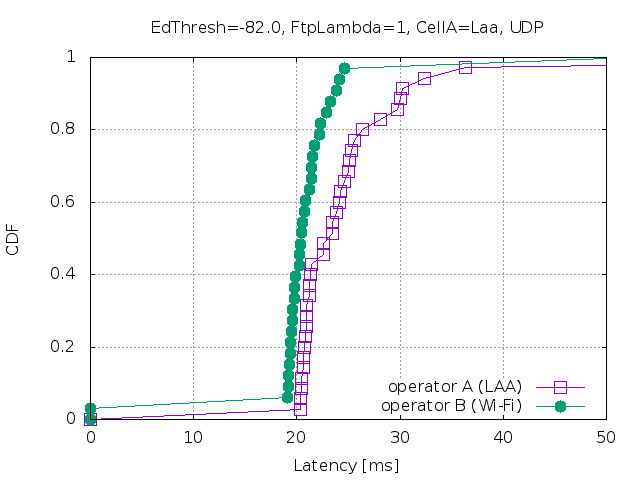 EdThresh=-82.0, FtpLambda=1, CellA=Laa, UDP
1
0.8
0.6
0.4
0.2
0
CDF
operator A (LAA)
operator B (Wi-Fi)
0 10 20 30 40 50
Latency [ms]